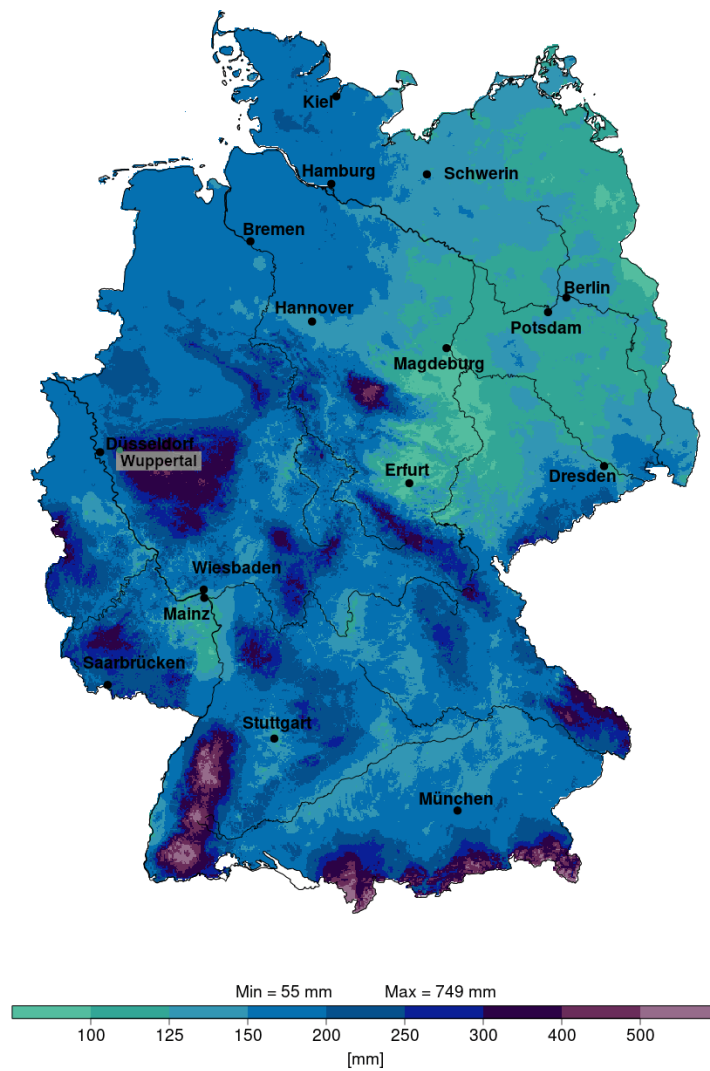 Kiel
Hamburg
Schwerin
Bremen
Berlin
Hannover
Potsdam
Magdeburg
Düsseldorf
Wuppertal
Erfurt
Dresden
Wiesbaden
Mainz
Saarbrücken
Stuttgart
München
Min = 55 mm Max = 749 mm
100 125 150 200 250 300 400 500
[mm]